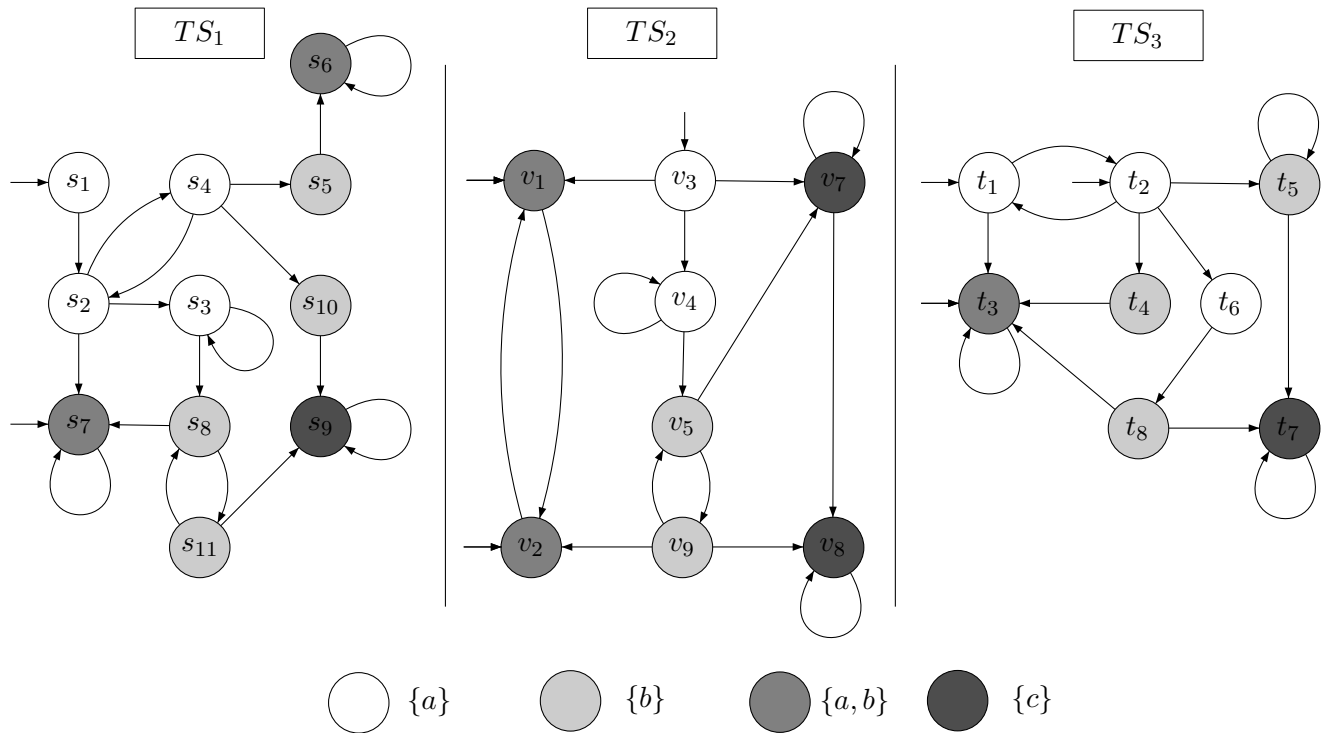 TS₁ TS₂ TS₃
s₆
s₁ s₄ s₅ v₁ v₃ v₇ t₁ t₂ t₅
s₂ s₃ s₁₀ v₄ t₃ t₄ t₆
s₇ s₈ s₉ v₅ t₈ t₇
s₁₁ v₂ v₉ v₈
{a} {b} {a, b} {c}